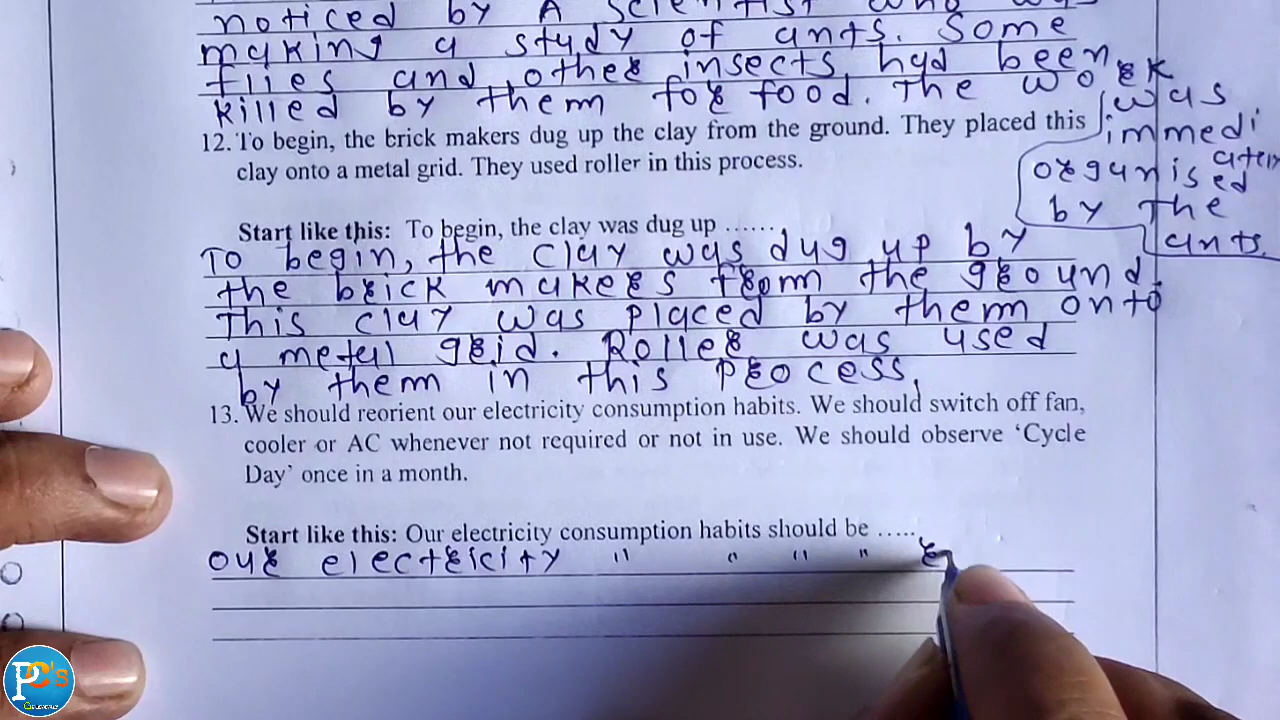 noticed by A scientist who was
making a study of ants. Some
flies and other insects had been
killed by them for food. The work
was
immedi
ately
organised
by the
ants.
12. To begin, the brick makers dug up the clay from the ground. They placed this
clay onto a metal grid. They used roller in this process.
Start like this: To begin, the clay was dug up ......
To begin, the clay was dug up by
the brick makers from the ground.
This clay was placed by them onto
a metal grid. Roller was used
by them in this process.
13. We should reorient our electricity consumption habits. We should switch off fan,
cooler or AC whenever not required or not in use. We should observe ‘Cycle
Day’ once in a month.
Start like this: Our electricity consumption habits should be .....
our electricity " " " " r
PC's